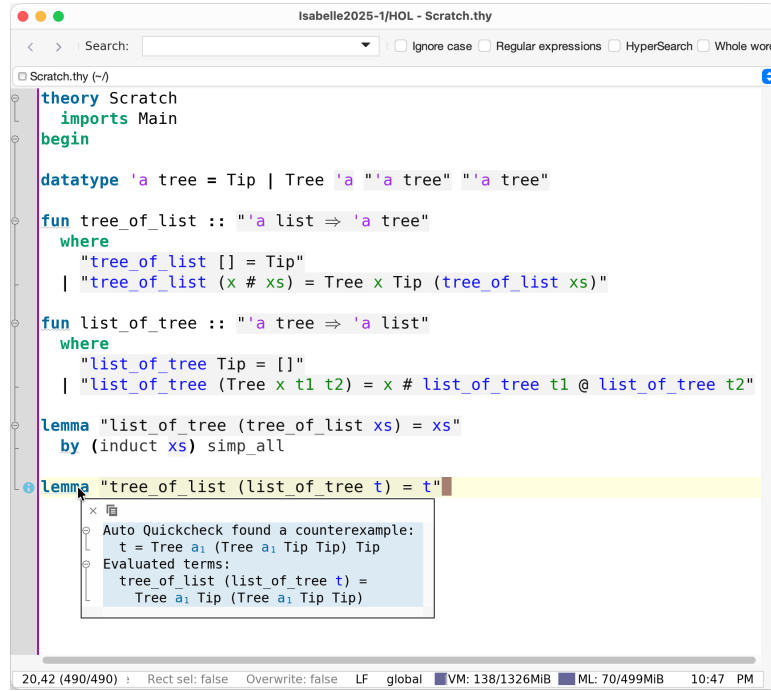 Isabelle2025-1/HOL - Scratch.thy
Search: Ignore case Regular expressions HyperSearch Whole
Scratch.thy (~/)
theory Scratch
imports Main
begin
datatype 'a tree = Tip | Tree 'a "'a tree" "'a tree"
fun tree_of_list :: "'a list ⇒ 'a tree"
where
"tree_of_list [] = Tip"
| "tree_of_list (x # xs) = Tree x Tip (tree_of_list xs)"
fun list_of_tree :: "'a tree ⇒ 'a list"
where
"list_of_tree Tip = []"
| "list_of_tree (Tree x t1 t2) = x # list_of_tree t1 @ list_of_tree t2"
lemma "list_of_tree (tree_of_list xs) = xs"
by (induct xs) simp_all
lemma "tree_of_list (list_of_tree t) = t"
Auto Quickcheck found a counterexample:
t = Tree a₁ (Tree a₁ Tip Tip) Tip
Evaluated terms:
tree_of_list (list_of_tree t) =
Tree a₁ Tip (Tree a₁ Tip Tip)
20,42 (490/490) Rect sel: false Overwrite: false LF global VM: 138/1326MiB ML: 70/499MiB 10:47 PM